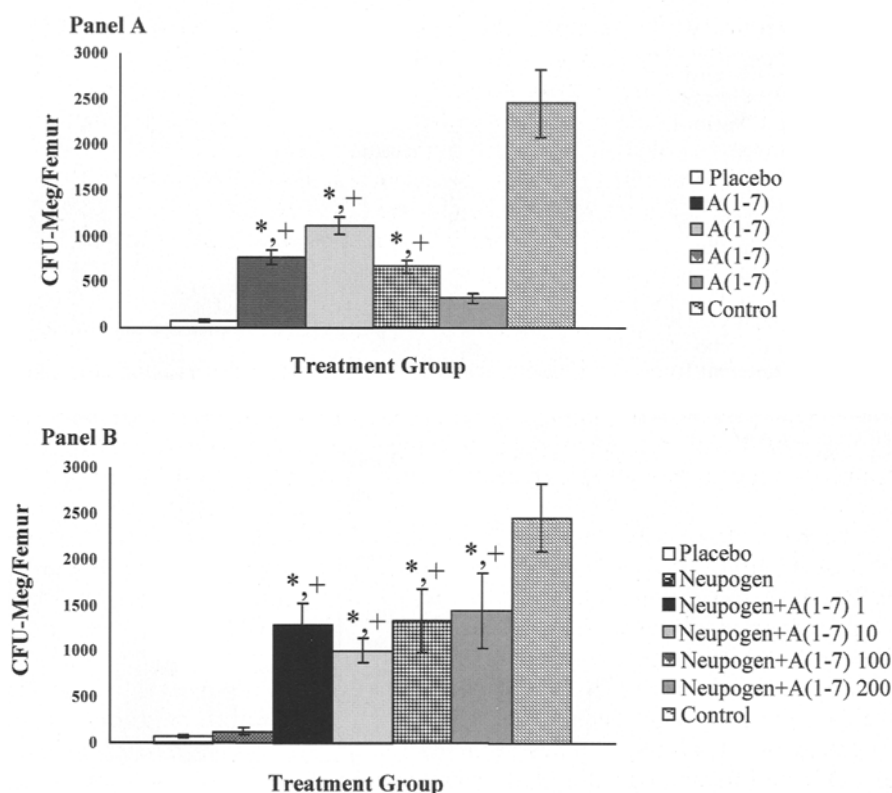 Panel A
3000
2500
2000
1500
1000
500
0
CFU-Meg/Femur
*,+
*,+
*,+
Treatment Group
Placebo
A(1-7)
A(1-7)
A(1-7)
A(1-7)
Control
Panel B
3000
2500
2000
1500
1000
500
0
CFU-Meg/Femur
*,+
*,+
*,+
*,+
Treatment Group
Placebo
Neupogen
Neupogen+A(1-7) 1
Neupogen+A(1-7) 10
Neupogen+A(1-7) 100
Neupogen+A(1-7) 200
Control